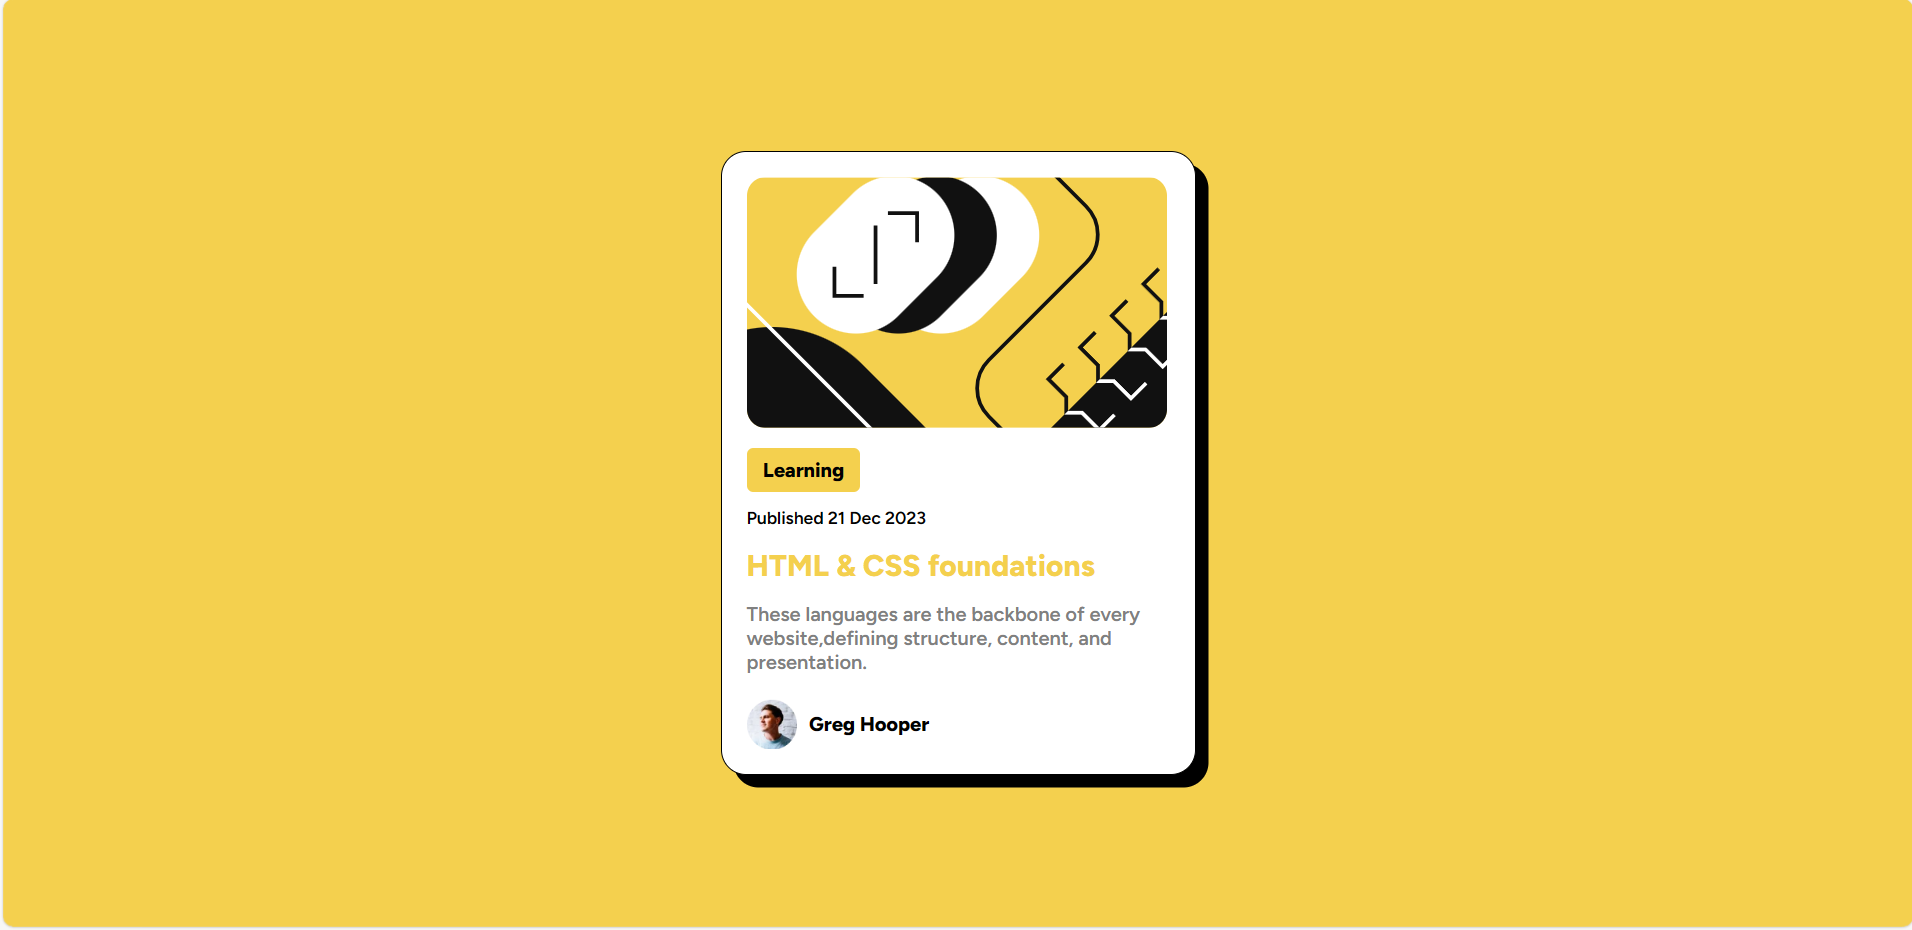 Learning
Published 21 Dec 2023
HTML & CSS foundations
These languages are the backbone of every
website,defining structure, content, and
presentation.
Greg Hooper